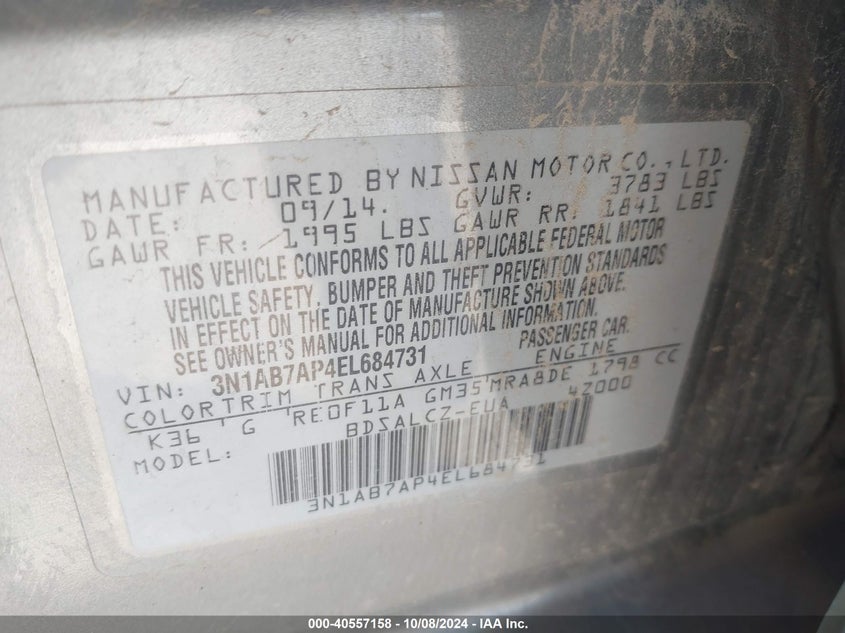 MANUFACTURED BY NISSAN MOTOR CO., LTD.
DATE: 09/14. GVWR: 3783 LBS
GAWR FR: 1995 LBS GAWR RR: 1841 LBS
THIS VEHICLE CONFORMS TO ALL APPLICABLE FEDERAL MOTOR
VEHICLE SAFETY, BUMPER AND THEFT PREVENTION STANDARDS
IN EFFECT ON THE DATE OF MANUFACTURE SHOWN ABOVE.
SEE OWNER'S MANUAL FOR ADDITIONAL INFORMATION.
VIN: 3N1AB7AP4EL684731 PASSENGER CAR.
COLOR TRIM TRANS AXLE ENGINE
K36 G RE0F11A GM35 MRA8DE 1798 CC
MODEL: BDSALCZ-EUA 4Z000
3N1AB7AP4EL684731
000-40557158 - 10/08/2024 - IAA Inc.